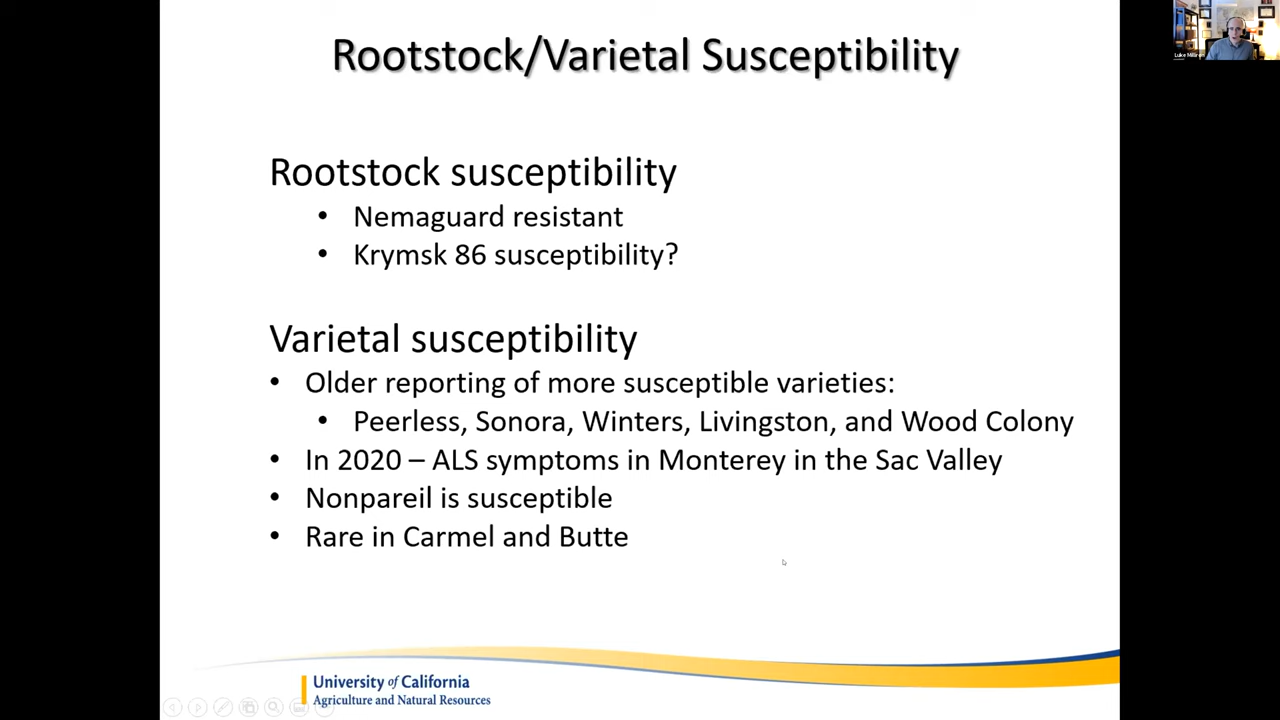 Rootstock/Varietal Susceptibility
Rootstock susceptibility
• Nemaguard resistant
• Krymsk 86 susceptibility?
Varietal susceptibility
• Older reporting of more susceptible varieties:
• Peerless, Sonora, Winters, Livingston, and Wood Colony
• In 2020 – ALS symptoms in Monterey in the Sac Valley
• Nonpareil is susceptible
• Rare in Carmel and Butte
University of California
Agriculture and Natural Resources
Luke